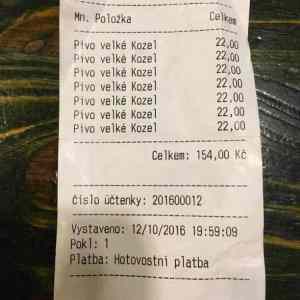 Mn. Položka Celkem
Pivo velké Kozel 22,00
Pivo velké Kozel 22,00
Pivo velké Kozel 22,00
Pivo velké Kozel 22,00
Pivo velké Kozel 22,00
Pivo velké Kozel 22,00
Pivo velké Kozel 22,00
Celkem: 154,00 Kč
číslo účtenky: 201600012
Vystaveno: 12/10/2016 19:59:09
Pokl: 1
Platba: Hotovostní platba